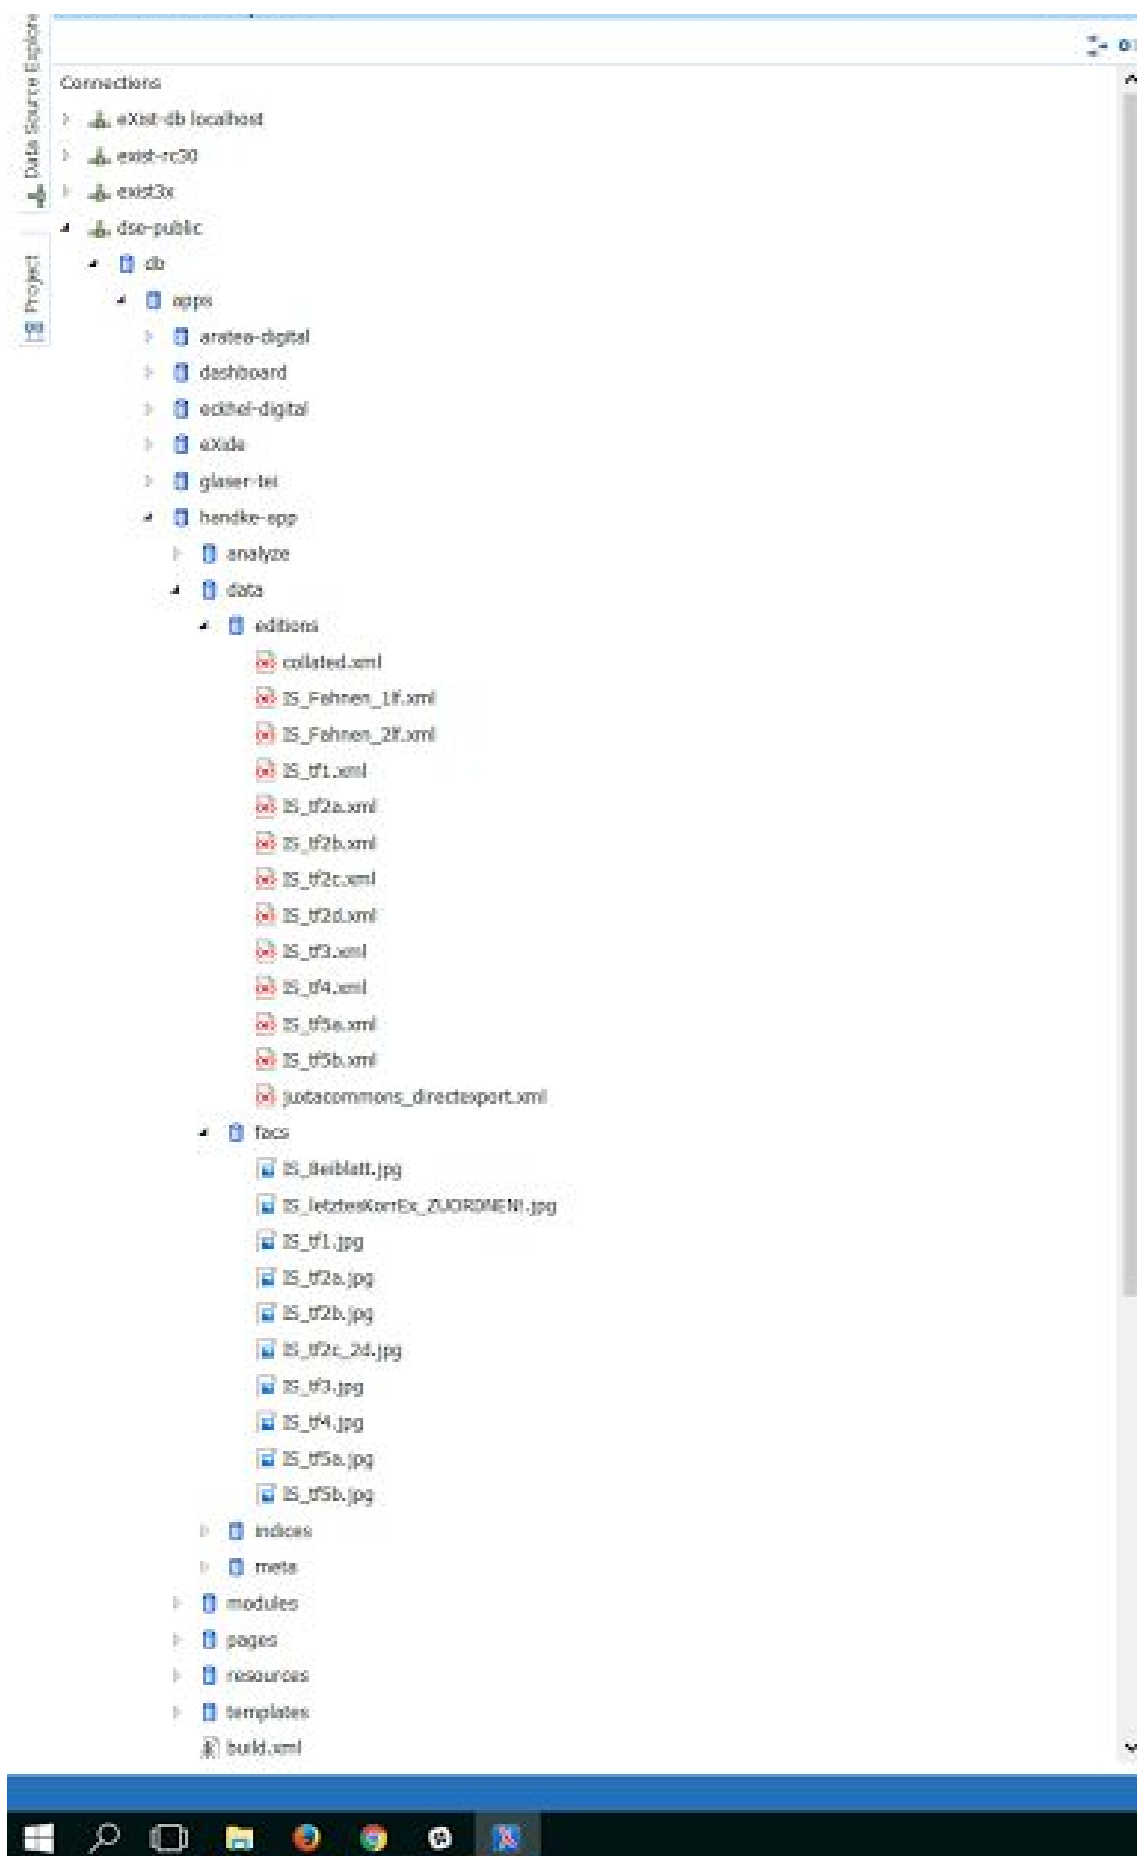 Data Source Explore
Project
Connections
eXist-db localhost
exist-rc30
exist3x
dse-public
db
apps
aratea-digital
dashboard
eckhel-digital
eXide
glaser-tei
handke-app
analyze
data
editions
collated.xml
IS_Fahnen_1lf.xml
IS_Fahnen_2lf.xml
IS_tf1.xml
IS_tf2a.xml
IS_tf2b.xml
IS_tf2c.xml
IS_tf2d.xml
IS_tf3.xml
IS_tf4.xml
IS_tf5a.xml
IS_tf5b.xml
juxtacommons_directexport.xml
facs
IS_Beiblatt.jpg
IS_letztesKorrEx_ZUORDNEN!.jpg
IS_tf1.jpg
IS_tf2a.jpg
IS_tf2b.jpg
IS_tf2c_2d.jpg
IS_tf3.jpg
IS_tf4.jpg
IS_tf5a.jpg
IS_tf5b.jpg
indices
meta
modules
pages
resources
templates
build.xml